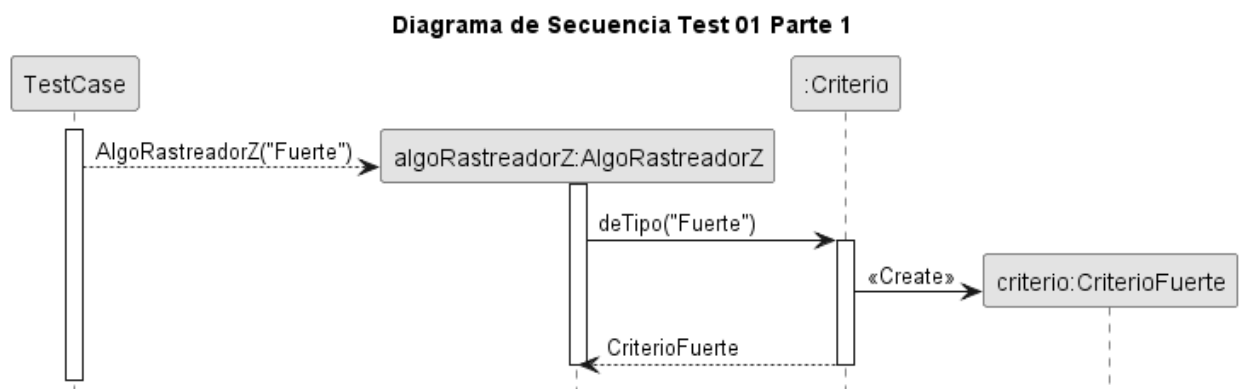 Diagrama de Secuencia Test 01 Parte 1
TestCase
:Criterio
AlgoRastreadorZ("Fuerte")
algoRastreadorZ:AlgoRastreadorZ
deTipo("Fuerte")
«Create»
criterio:CriterioFuerte
CriterioFuerte